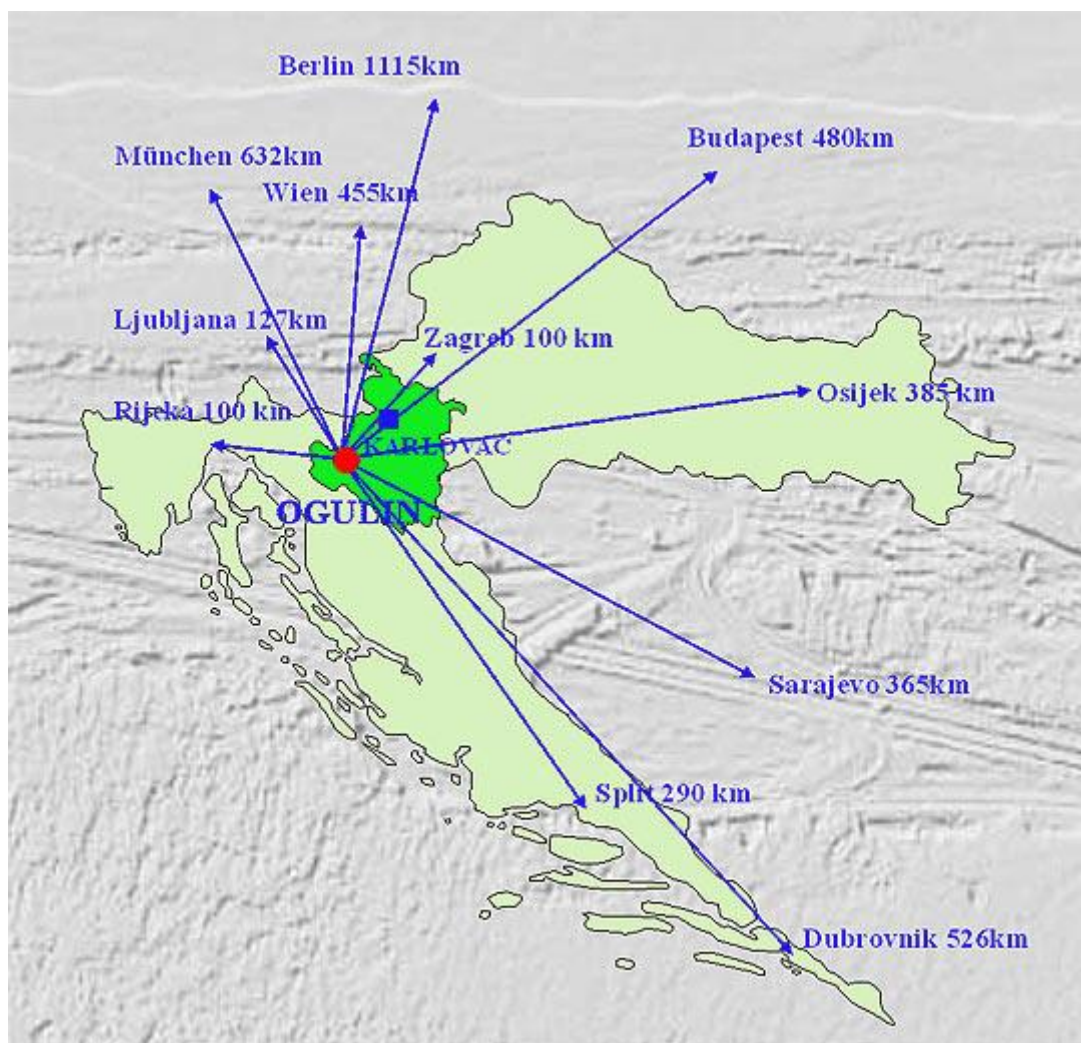 Berlin 1115km
Budapest 480km
München 632km
Wien 455km
Ljubljana 127km
Zagreb 100 km
Osijek 385 km
Rijeka 100 km
KARLOVAC
OGULIN
Sarajevo 365km
Split 290 km
Dubrovnik 526km